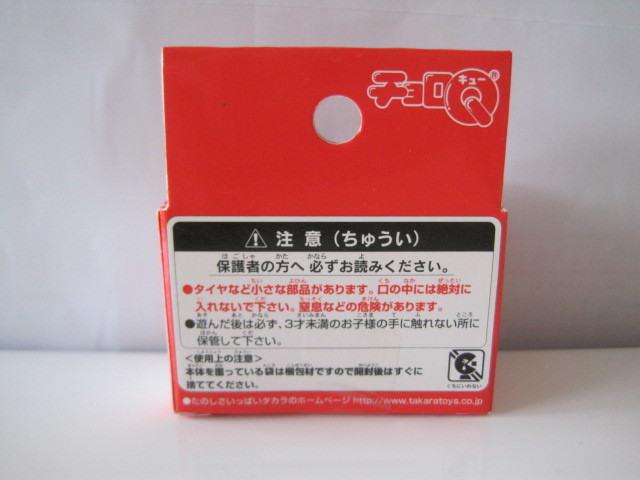 チョロQ
キュー
®
注意（ちゅうい）
保護者の方へ 必ずお読みください。
●タイヤなど小さな部品があります。口の中には絶対に
入れないで下さい。窒息などの危険があります。
●遊んだ後は必ず、3才未満のお子様の手に触れない所に
保管して下さい。
＜使用上の注意＞
本体を覆っている袋は梱包材ですので開封後はすぐに
捨ててください。
くちにいれない
●たのしさいっぱいタカラのホームページ http://www.takaratoys.co.jp